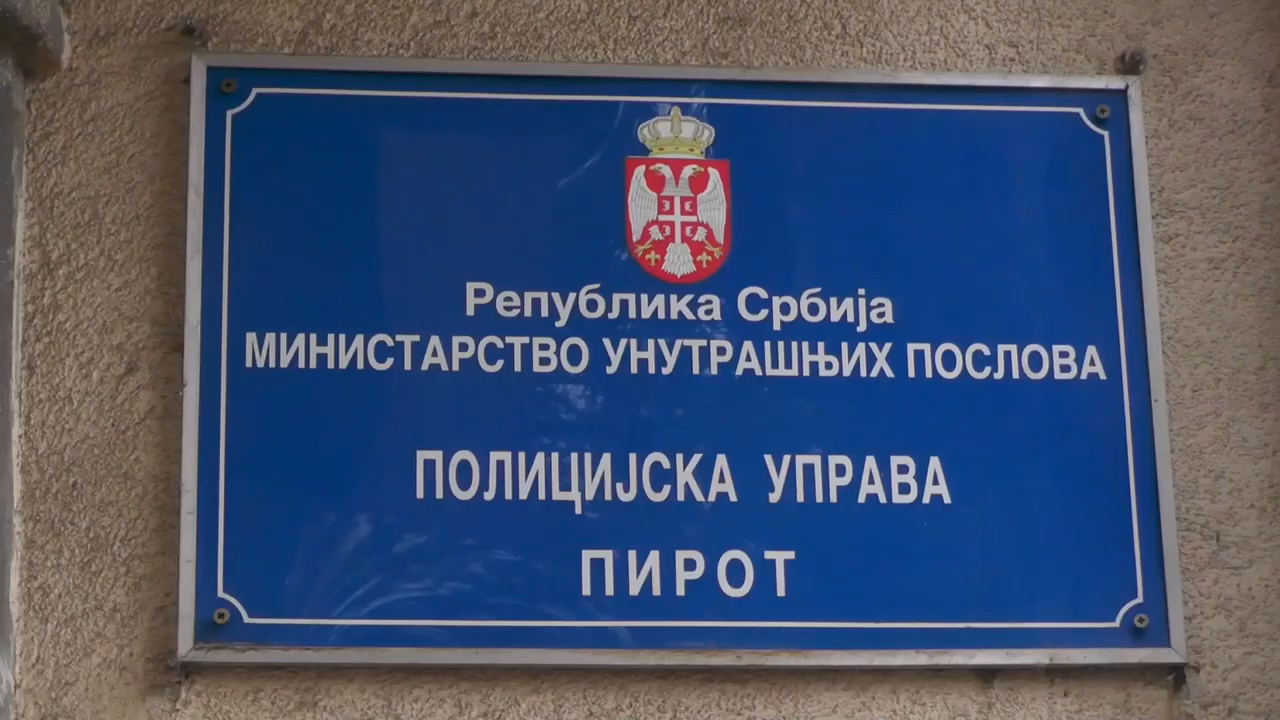 Република Србија
МИНИСТАРСТВО УНУТРАШЊИХ ПОСЛОВА
ПОЛИЦИЈСКА УПРАВА
ПИРОТ